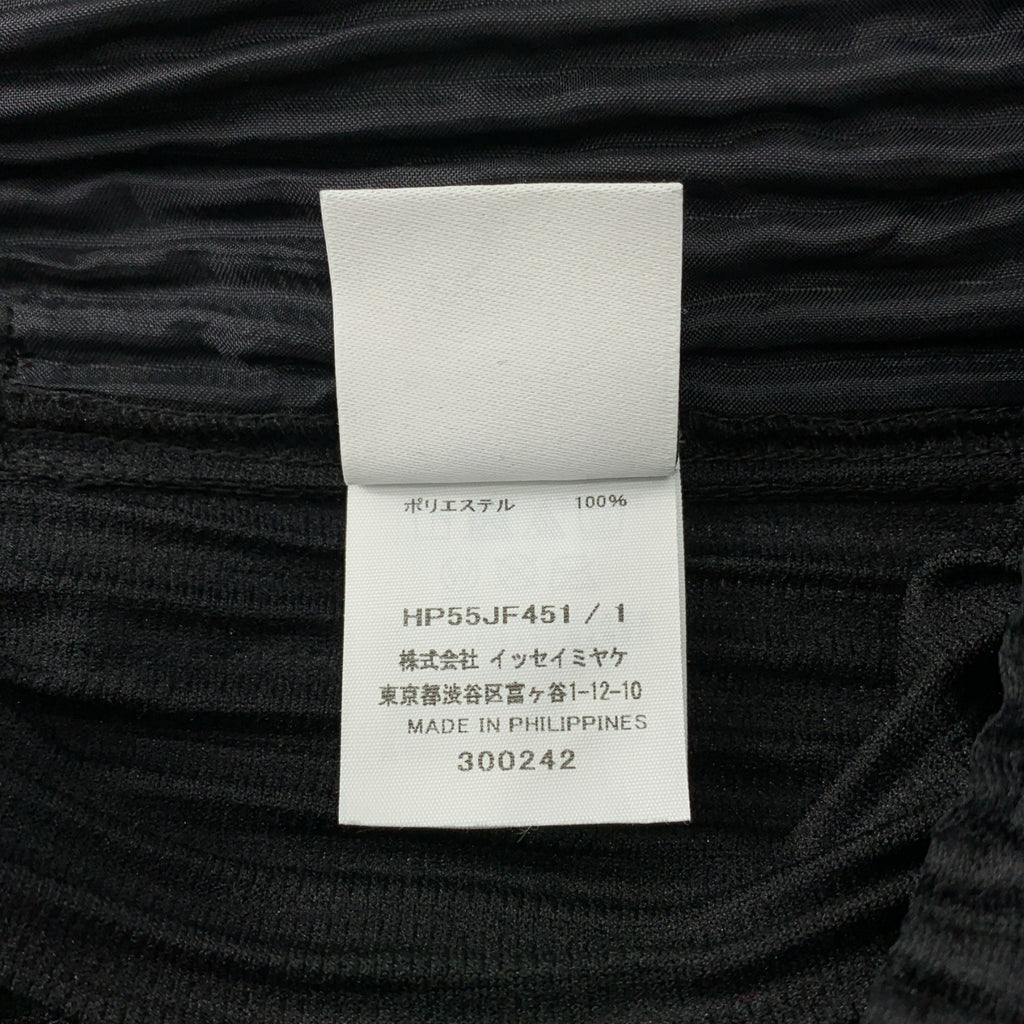 ポリエステル 100%
HP55JF451 / 1
株式会社 イッセイミヤケ
東京都渋谷区富ヶ谷1-12-10
MADE IN PHILIPPINES
300242